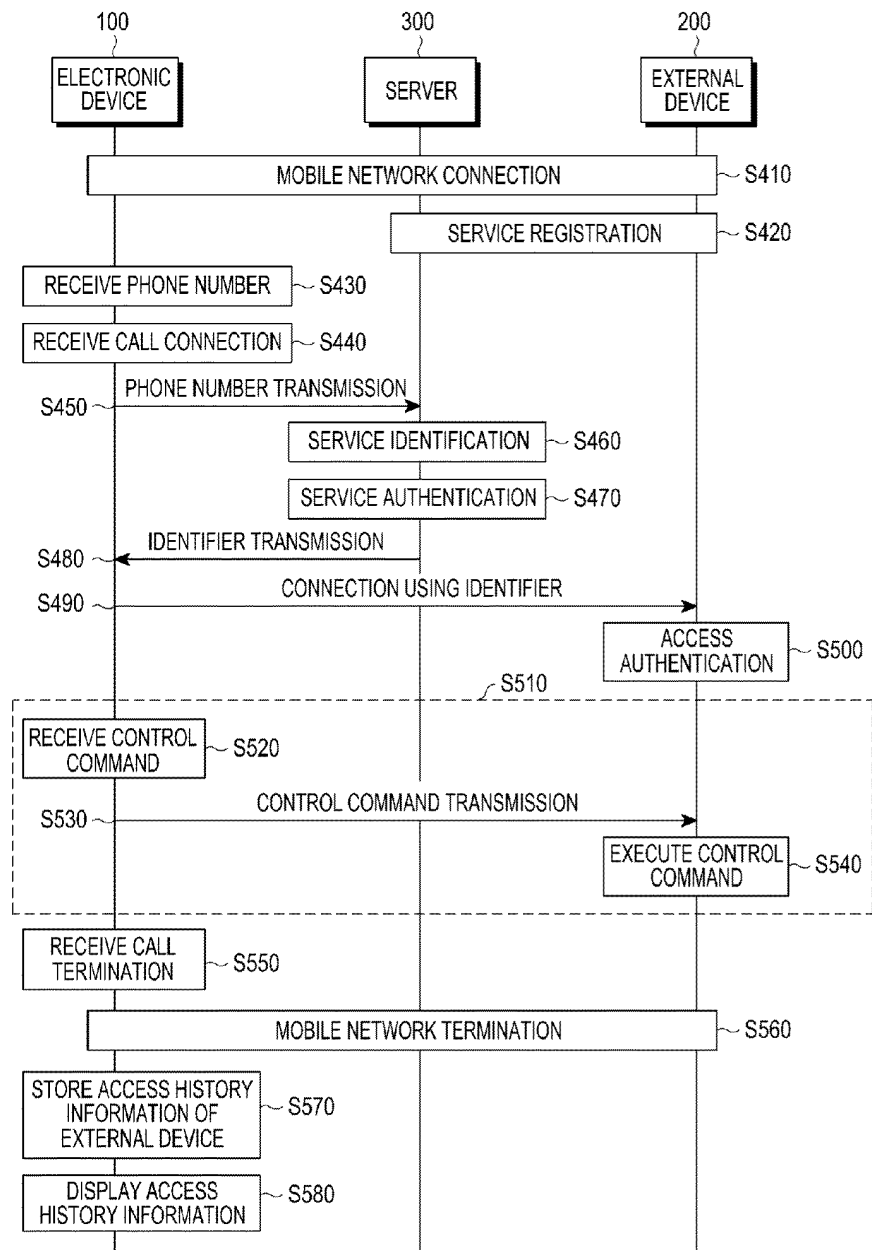 100
300
200
ELECTRONIC
DEVICE
SERVER
EXTERNAL
DEVICE
MOBILE NETWORK CONNECTION
S410
SERVICE REGISTRATION
S420
RECEIVE PHONE NUMBER
S430
RECEIVE CALL CONNECTION
S440
PHONE NUMBER TRANSMISSION
S450
SERVICE IDENTIFICATION
S460
SERVICE AUTHENTICATION
S470
IDENTIFIER TRANSMISSION
S480
CONNECTION USING IDENTIFIER
S490
ACCESS
AUTHENTICATION
S500
S510
RECEIVE CONTROL
COMMAND
S520
CONTROL COMMAND TRANSMISSION
S530
EXECUTE CONTROL
COMMAND
S540
RECEIVE CALL
TERMINATION
S550
MOBILE NETWORK TERMINATION
S560
STORE ACCESS HISTORY
INFORMATION OF
EXTERNAL DEVICE
S570
DISPLAY ACCESS
HISTORY INFORMATION
S580